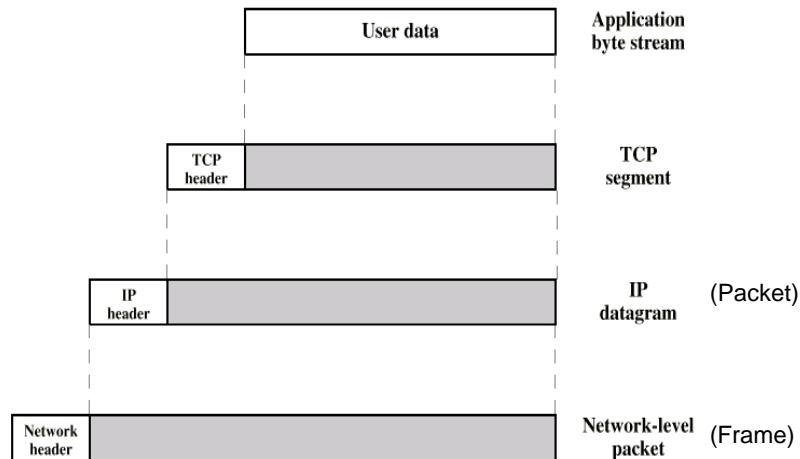 User data
Application
byte stream
TCP
header
TCP
segment
IP
header
IP
datagram
(Packet)
Network
header
Network-level
packet
(Frame)